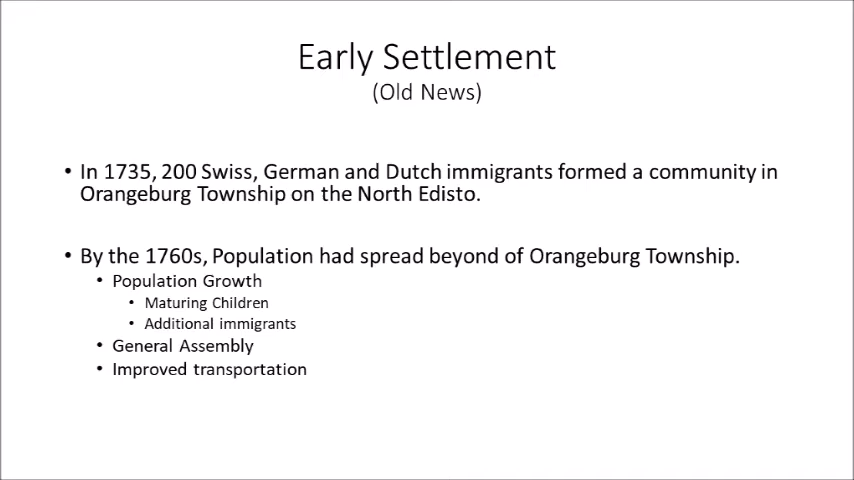 Early Settlement
(Old News)
• In 1735, 200 Swiss, German and Dutch immigrants formed a community in
Orangeburg Township on the North Edisto.
• By the 1760s, Population had spread beyond of Orangeburg Township.
• Population Growth
• Maturing Children
• Additional immigrants
• General Assembly
• Improved transportation